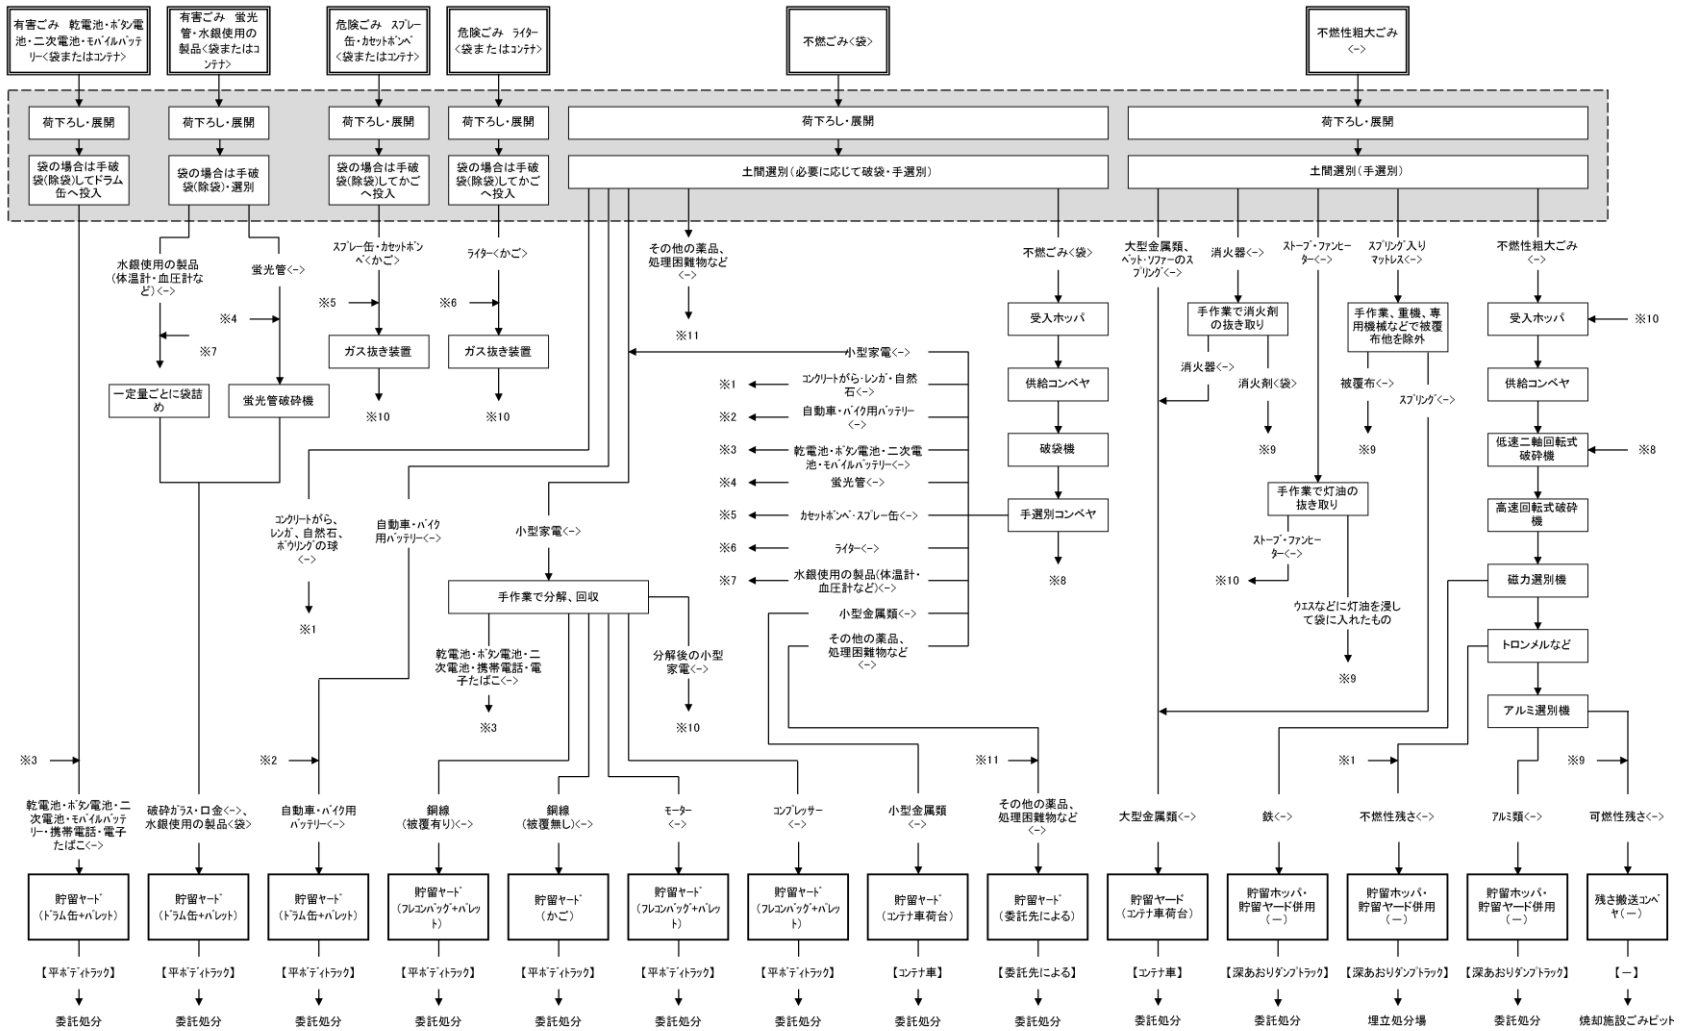 有害ごみ　乾電池・ボタン電
池・二次電池・モバイルバッテ
リー<袋またはコンテナ>
有害ごみ　蛍光
管・水銀使用の
製品<袋またはコ
ンテナ>
危険ごみ　スプレー
缶・カセットボンベ
<袋またはコンテナ>
危険ごみ　ライター
<袋またはコンテナ>
不燃ごみ<袋>
不燃性粗大ごみ
<->
荷下ろし・展開
荷下ろし・展開
荷下ろし・展開
荷下ろし・展開
荷下ろし・展開
荷下ろし・展開
袋の場合は手破
袋(除袋)してドラム
缶へ投入
袋の場合は手破
袋(除袋)・選別
袋の場合は手破
袋(除袋)してかご
へ投入
袋の場合は手破
袋(除袋)してかご
へ投入
土間選別(必要に応じて破袋・手選別)
土間選別(手選別)
水銀使用の製品
(体温計・血圧計な
ど)<->
蛍光管<->
スプレー缶・カセットボン
ベ<かご>
ライター<かご>
その他の薬品、
処理困難物など
<->
不燃ごみ<袋>
大型金属類、
ベット・ソファーのス
プリング<->
消火器<->
ストーブ・ファンヒー
ター<->
スプリング入り
マットレス<->
不燃性粗大ごみ
<->
※7
※4
※5
※6
※11
受入ホッパ
手作業で消火剤
の抜き取り
手作業、重機、専
用機械などで被覆
布他を除外
受入ホッパ
※10
一定量ごとに袋詰
め
蛍光管破砕機
ガス抜き装置
ガス抜き装置
※10
※10
小型家電<->
※1
コンクリートがら・レンガ・自然
石<->
※2
自動車・バイク用バッテリー
<->
※3
乾電池・ボタン電池・二次電
池・モバイルバッテリー<->
※4
蛍光管<->
※5
カセットボンベ・スプレー缶<->
※6
ライター<->
※7
水銀使用の製品(体温計・
血圧計など)<->
小型金属類<->
その他の薬品、
処理困難物など
<->
供給コンベヤ
破袋機
手選別コンベヤ
※8
消火器<->
消火剤<袋>
※9
被覆布<->
※9
スプリング<->
供給コンベヤ
低速二軸回転式
破砕機
※8
高速回転式破砕
機
磁力選別機
トロンメルなど
アルミ選別機
手作業で灯油の
抜き取り
ストーブ・ファンヒー
ター<->
※10
ウエスなどに灯油を浸し
て袋に入れたもの
※9
コンクリートがら、
レンガ、自然石、
ボウリングの球
<->
※1
自動車・バイク
用バッテリー<->
小型家電<->
手作業で分解、回収
乾電池・ボタン電池・二
次電池・携帯電話・電
子たばこ<->
※3
分解後の小型
家電<->
※10
※3
※2
※11
※1
※9
乾電池・ボタン電池・二
次電池・モバイルバッテ
リー・携帯電話・電子
たばこ<->
破砕ガラス・口金<->、
水銀使用の製品<袋>
自動車・バイク用
バッテリー<->
銅線
(被覆有り)<->
銅線
(被覆無し)<->
モーター
<->
コンプレッサー
<->
小型金属類
<->
その他の薬品、
処理困難物など
<->
大型金属類<->
鉄<->
不燃性残さ<->
アルミ類<->
可燃性残さ<->
貯留ヤード
(ドラム缶+パレット)
貯留ヤード
(ドラム缶+パレット)
貯留ヤード
(ドラム缶+パレット)
貯留ヤード
(フレコンバッグ+パレッ
ト)
貯留ヤード
(かご)
貯留ヤード
(フレコンバッグ+パレッ
ト)
貯留ヤード
(フレコンバッグ+パレッ
ト)
貯留ヤード
(コンテナ車荷台)
貯留ヤード
(委託先による)
貯留ヤード
(コンテナ車荷台)
貯留ホッパ・
貯留ヤード併用
(－)
貯留ホッパ・
貯留ヤード併用
(－)
貯留ホッパ・
貯留ヤード併用
(－)
残さ搬送コンベ
ヤ(－)
【平ボディトラック】
【平ボディトラック】
【平ボディトラック】
【平ボディトラック】
【平ボディトラック】
【平ボディトラック】
【平ボディトラック】
【コンテナ車】
【委託先による】
【コンテナ車】
【深あおりダンプトラック】
【深あおりダンプトラック】
【深あおりダンプトラック】
【－】
委託処分
委託処分
委託処分
委託処分
委託処分
委託処分
委託処分
委託処分
委託処分
委託処分
委託処分
埋立処分場
委託処分
焼却施設ごみピット